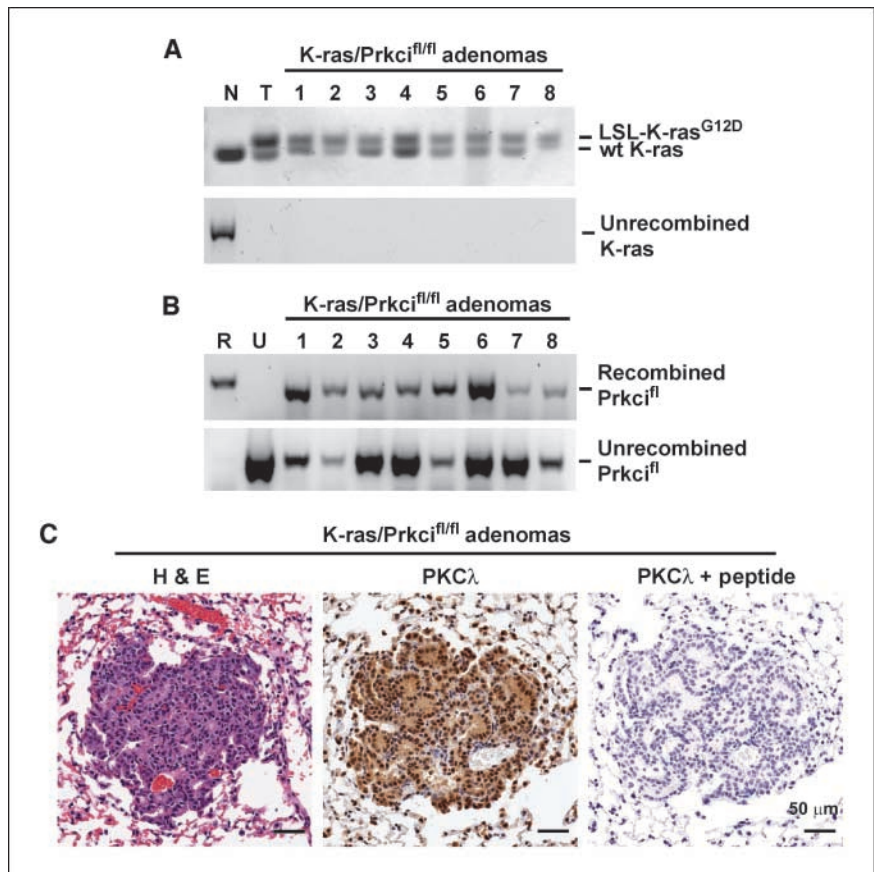 A
K-ras/Prkci^fl/fl adenomas
N T 1 2 3 4 5 6 7 8
LSL-K-ras^G12D
wt K-ras
Unrecombined
K-ras
B
K-ras/Prkci^fl/fl adenomas
R U 1 2 3 4 5 6 7 8
Recombined
Prkci^fl
Unrecombined
Prkci^fl
C
K-ras/Prkci^fl/fl adenomas
H & E PKCλ PKCλ + peptide
50 μm